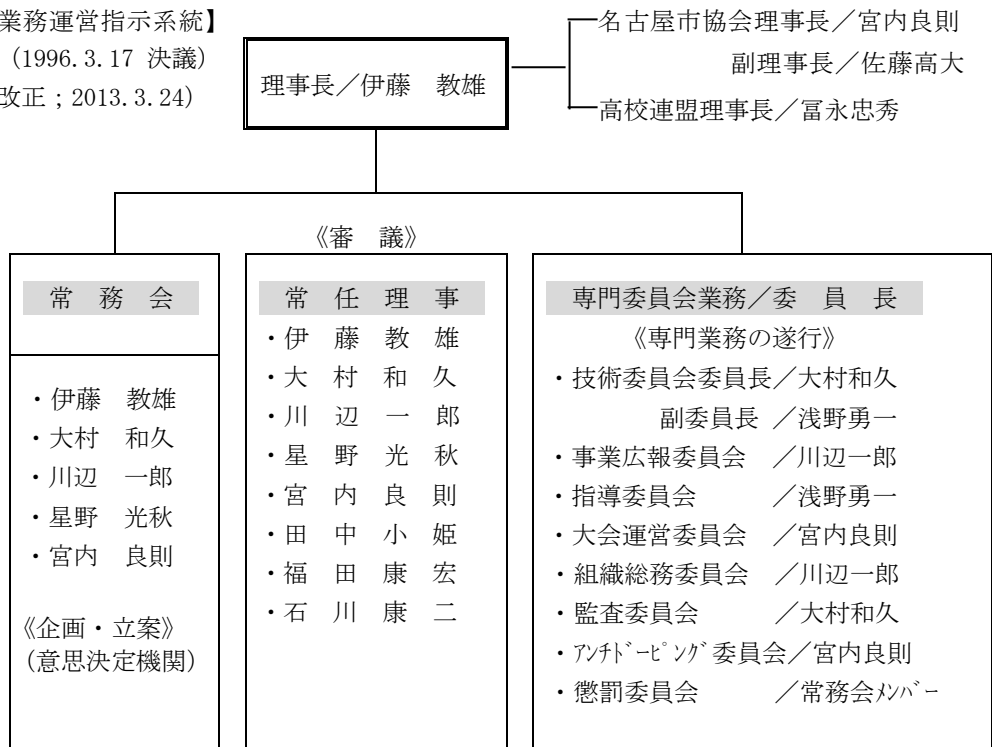 業務運営指示系統】
(1996.3.17 決議)
改正;2013.3.24)
理事長／伊藤 教雄
名古屋市協会理事長／宮内良則
副理事長／佐藤高大
高校連盟理事長／冨永忠秀
《審 議》
常 務 会
・伊藤 教雄
・大村 和久
・川辺 一郎
・星野 光秋
・宮内 良則
《企画・立案》
(意思決定機関)
常 任 理 事
・伊 藤 教 雄
・大 村 和 久
・川 辺 一 郎
・星 野 光 秋
・宮 内 良 則
・田 中 小 姫
・福 田 康 宏
・石 川 康 二
専門委員会業務／委 員 長
《専門業務の遂行》
・技術委員会委員長／大村和久
副委員長 ／浅野勇一
・事業広報委員会 ／川辺一郎
・指導委員会 ／浅野勇一
・大会運営委員会 ／宮内良則
・組織総務委員会 ／川辺一郎
・監査委員会 ／大村和久
・ｱﾝﾁﾄﾞｰﾋﾟﾝｸﾞ委員会／宮内良則
・懲罰委員会 ／常務会ﾒﾝﾊﾞｰ